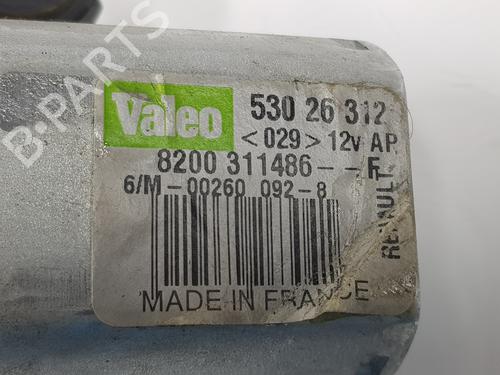 B-PARTS
Valeo
530 26 312
<029> 12v AP
8200 311486--F
6/M-00260 092-8
RENAULT
MADE IN FRANCE